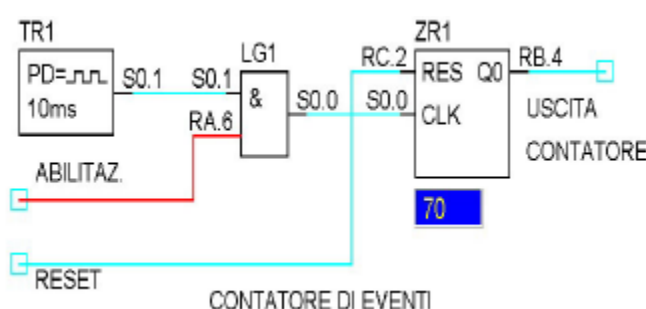 TR1
PD=
10ms
S0.1
S0.1
RA.6
LG1
&
S0.0
S0.0
RC.2
ZR1
RES Q0
CLK
RB.4
USCITA
CONTATORE
70
ABILITAZ.
RESET
CONTATORE DI EVENTI